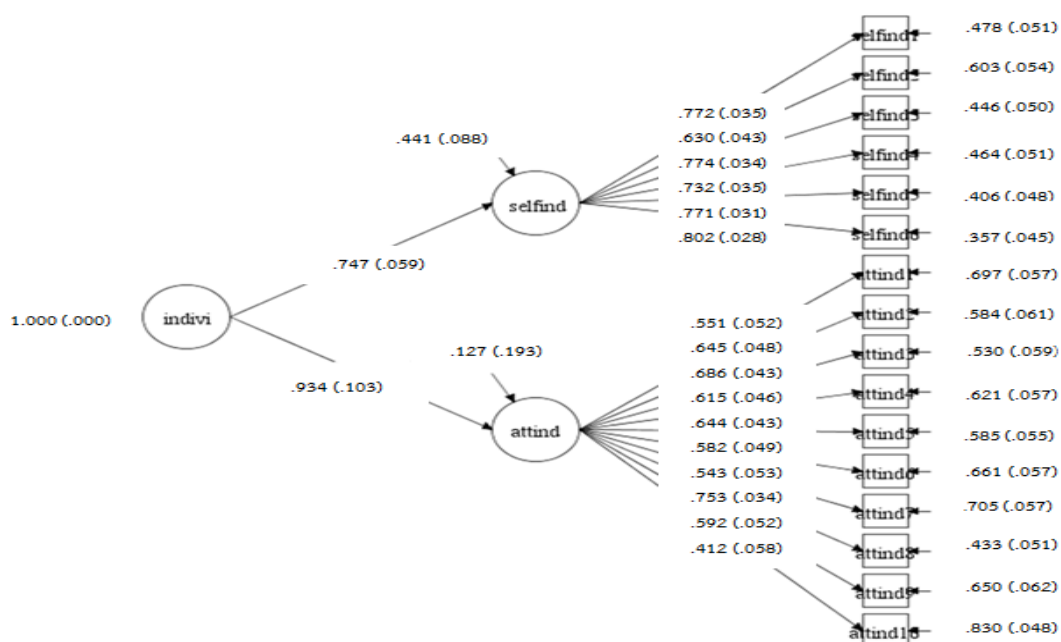 .478 (.051)
selfind1
.603 (.054)
selfind2
.772 (.035)
.446 (.050)
selfind3
.441 (.088)
.630 (.043)
.774 (.034)
selfind4
.464 (.051)
selfind
.732 (.035)
selfind5
.406 (.048)
.771 (.031)
.802 (.028)
selfind6
.357 (.045)
.747 (.059)
attind1
.697 (.057)
1.000 (.000)
indivi
.551 (.052)
attind2
.584 (.061)
.127 (.193)
.645 (.048)
attind3
.530 (.059)
.686 (.043)
.934 (.103)
.615 (.046)
attind4
.621 (.057)
attind
.644 (.043)
attind5
.585 (.055)
.582 (.049)
.543 (.053)
attind6
.661 (.057)
.753 (.034)
attind7
.705 (.057)
.592 (.052)
.412 (.058)
attind8
.433 (.051)
attind9
.650 (.062)
attind10
.830 (.048)